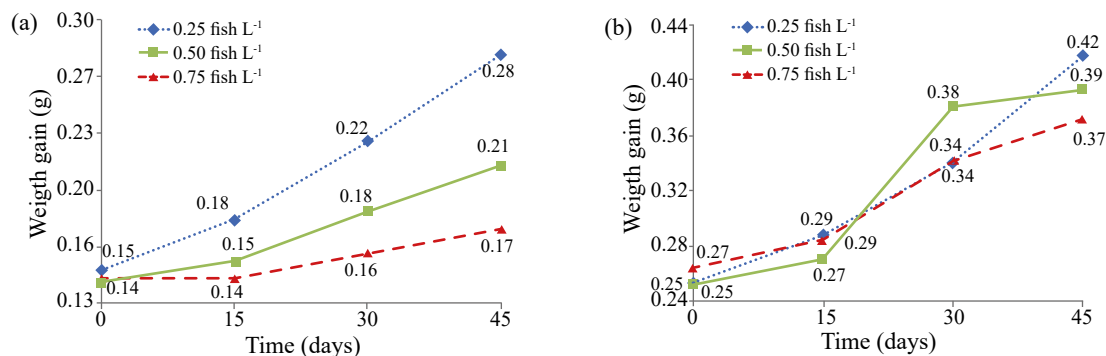 (a)
0.25 fish L⁻¹
0.50 fish L⁻¹
0.75 fish L⁻¹
Weigth gain (g)
0.30
0.27
0.23
0.20
0.16
0.13
0.15
0.14
0.18
0.15
0.14
0.22
0.18
0.16
0.28
0.21
0.17
0 15 30 45
Time (days)
(b)
0.25 fish L⁻¹
0.50 fish L⁻¹
0.75 fish L⁻¹
Weigth gain (g)
0.44
0.40
0.36
0.32
0.28
0.24
0.27
0.25
0.25
0.29
0.29
0.27
0.38
0.34
0.34
0.42
0.39
0.37
0 15 30 45
Time (days)